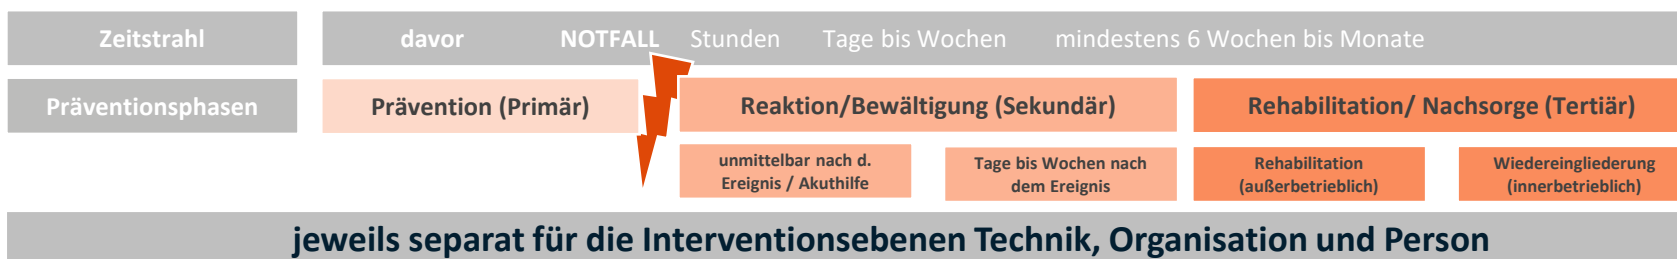 Zeitstrahl davor NOTFALL Stunden Tage bis Wochen mindestens 6 Wochen bis Monate
Präventionsphasen Prävention (Primär) Reaktion/Bewältigung (Sekundär) Rehabilitation/ Nachsorge (Tertiär)
unmittelbar nach d.
Ereignis / Akuthilfe
Tage bis Wochen nach
dem Ereignis
Rehabilitation
(außerbetrieblich)
Wiedereingliederung
(innerbetrieblich)
jeweils separat für die Interventionsebenen Technik, Organisation und Person